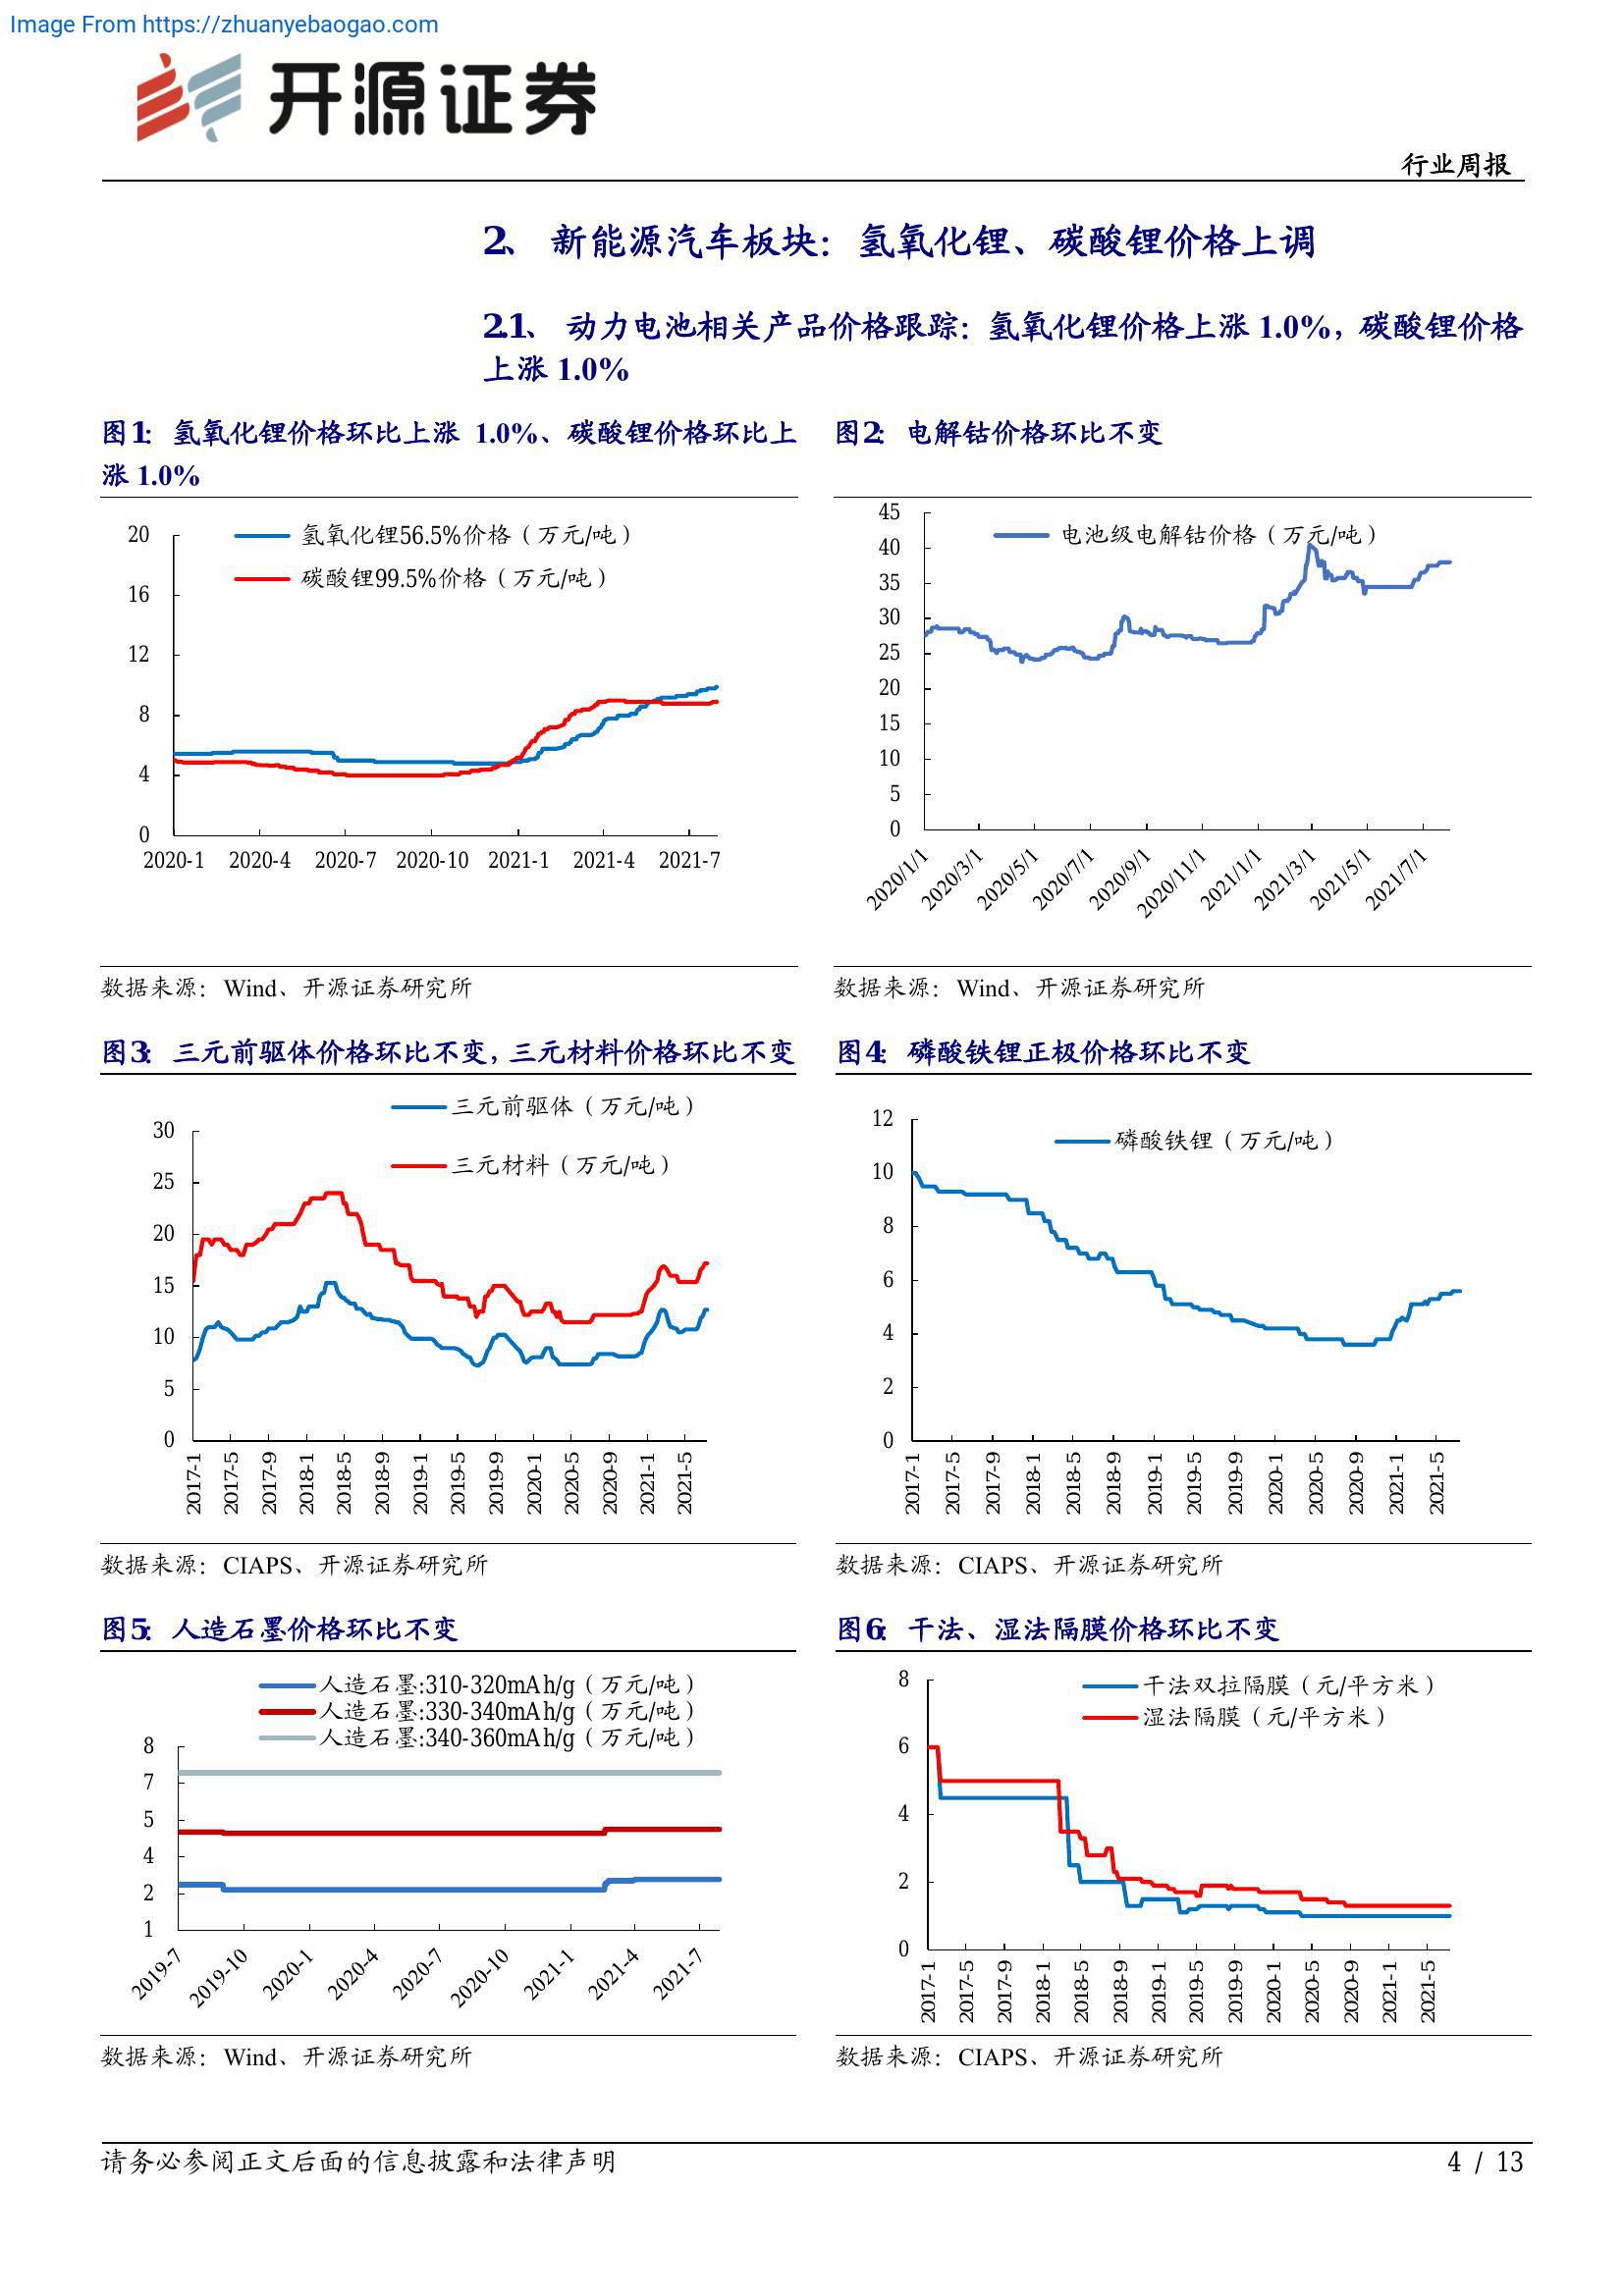 Image From https://zhuanyebaogao.com
开源证券
行业周报
2、 新能源汽车板块：氢氧化锂、碳酸锂价格上调
2.1、 动力电池相关产品价格跟踪：氢氧化锂价格上涨 1.0%，碳酸锂价格
上涨 1.0%
图1： 氢氧化锂价格环比上涨 1.0%、碳酸锂价格环比上
涨 1.0%
氢氧化锂56.5%价格（万元/吨）
碳酸锂99.5%价格（万元/吨）
20
16
12
8
4
0
2020-1 2020-4 2020-7 2020-10 2021-1 2021-4 2021-7
数据来源：Wind、开源证券研究所
图2： 电解钴价格环比不变
电池级电解钴价格（万元/吨）
45
40
35
30
25
20
15
10
5
0
2020/1/1 2020/3/1 2020/5/1 2020/7/1 2020/9/1 2020/11/1 2021/1/1 2021/3/1 2021/5/1 2021/7/1
数据来源：Wind、开源证券研究所
图3： 三元前驱体价格环比不变，三元材料价格环比不变
三元前驱体（万元/吨）
三元材料（万元/吨）
30
25
20
15
10
5
0
2017-1 2017-5 2017-9 2018-1 2018-5 2018-9 2019-1 2019-5 2019-9 2020-1 2020-5 2020-9 2021-1 2021-5
数据来源：CIAPS、开源证券研究所
图4： 磷酸铁锂正极价格环比不变
磷酸铁锂（万元/吨）
12
10
8
6
4
2
0
2017-1 2017-5 2017-9 2018-1 2018-5 2018-9 2019-1 2019-5 2019-9 2020-1 2020-5 2020-9 2021-1 2021-5
数据来源：CIAPS、开源证券研究所
图5： 人造石墨价格环比不变
人造石墨:310-320mAh/g（万元/吨）
人造石墨:330-340mAh/g（万元/吨）
人造石墨:340-360mAh/g（万元/吨）
8
7
5
4
2
1
2019-7 2019-10 2020-1 2020-4 2020-7 2020-10 2021-1 2021-4 2021-7
数据来源：Wind、开源证券研究所
图6： 干法、湿法隔膜价格环比不变
干法双拉隔膜（元/平方米）
湿法隔膜（元/平方米）
8
6
4
2
0
2017-1 2017-5 2017-9 2018-1 2018-5 2018-9 2019-1 2019-5 2019-9 2020-1 2020-5 2020-9 2021-1 2021-5
数据来源：CIAPS、开源证券研究所
请务必参阅正文后面的信息披露和法律声明
4 / 13